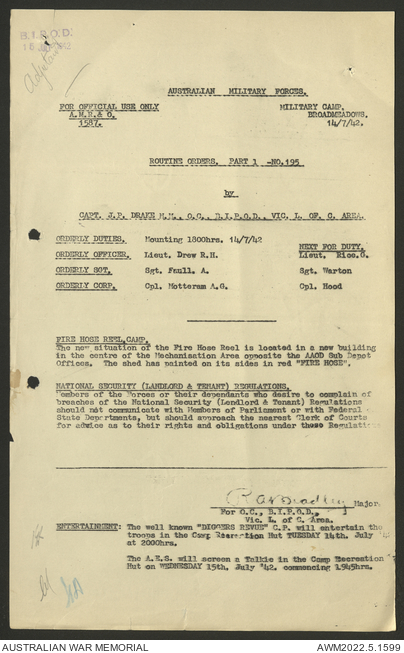 B.I.P.O.D.
AUSTRALIAN MILITARY FORCES.
FOR OFFICIAL USE ONLY
MILITARY CAMP,
A.M.R.& O.
BROADMEADOWS.
1587.
14/7/42.
ROUTINE ORDERS. PART 1 -NO.195
by
CAPT. J.P. DRAKE M.M., O.C., B.I.P.O.D., VIC. L. OF C. AREA.
ORDERLY DUTIES. Mounting 1800hrs. 14/7/42
NEXT FOR DUTY.
ORDERLY OFFICER. Lieut. Drew R.H. Lieut. Rice.G.
ORDERLY SGT. Sgt. Faull. A. Sgt. Warton
ORDERLY CORP. Cpl. Motteram A.G. Cpl. Hood
FIRE HOSE REEL,CAMP.
The new situation of the Fire Hose Reel is located in a new building
in the centre of the Mechanisation Area opposite the AAOD Sub Depot
Offices. The shed has painted on its sides in red "FIRE HOSE".
NATIONAL SECURITY (LANDLORD & TENANT) REGULATIONS.
Members of the Forces or their dependants who desire to complain of
breaches of the National Security (Landlord & Tenant) Regulations
should not communicate with Members of Parliament or with Federal
State Departments, but should approach the nearest Clerk of Courts
for advice as to their rights and obligations under these
Major.
For O.C., B.I.P.O.D.,
Vic. L. of C. Area.
ENTERTAINMENT: The well known "DIGGERS REVUE" C.P. will entertain the
troops in the Camp Recreation Hut TUESDAY 14th. July
at 2000hrs.
The A.E.S. will screen a Talkie in the Camp Recreation
Hut on WEDNESDAY 15th. July '42. commencing 1945hrs.
AUSTRALIAN WAR MEMORIAL
AWM2022.5.1599